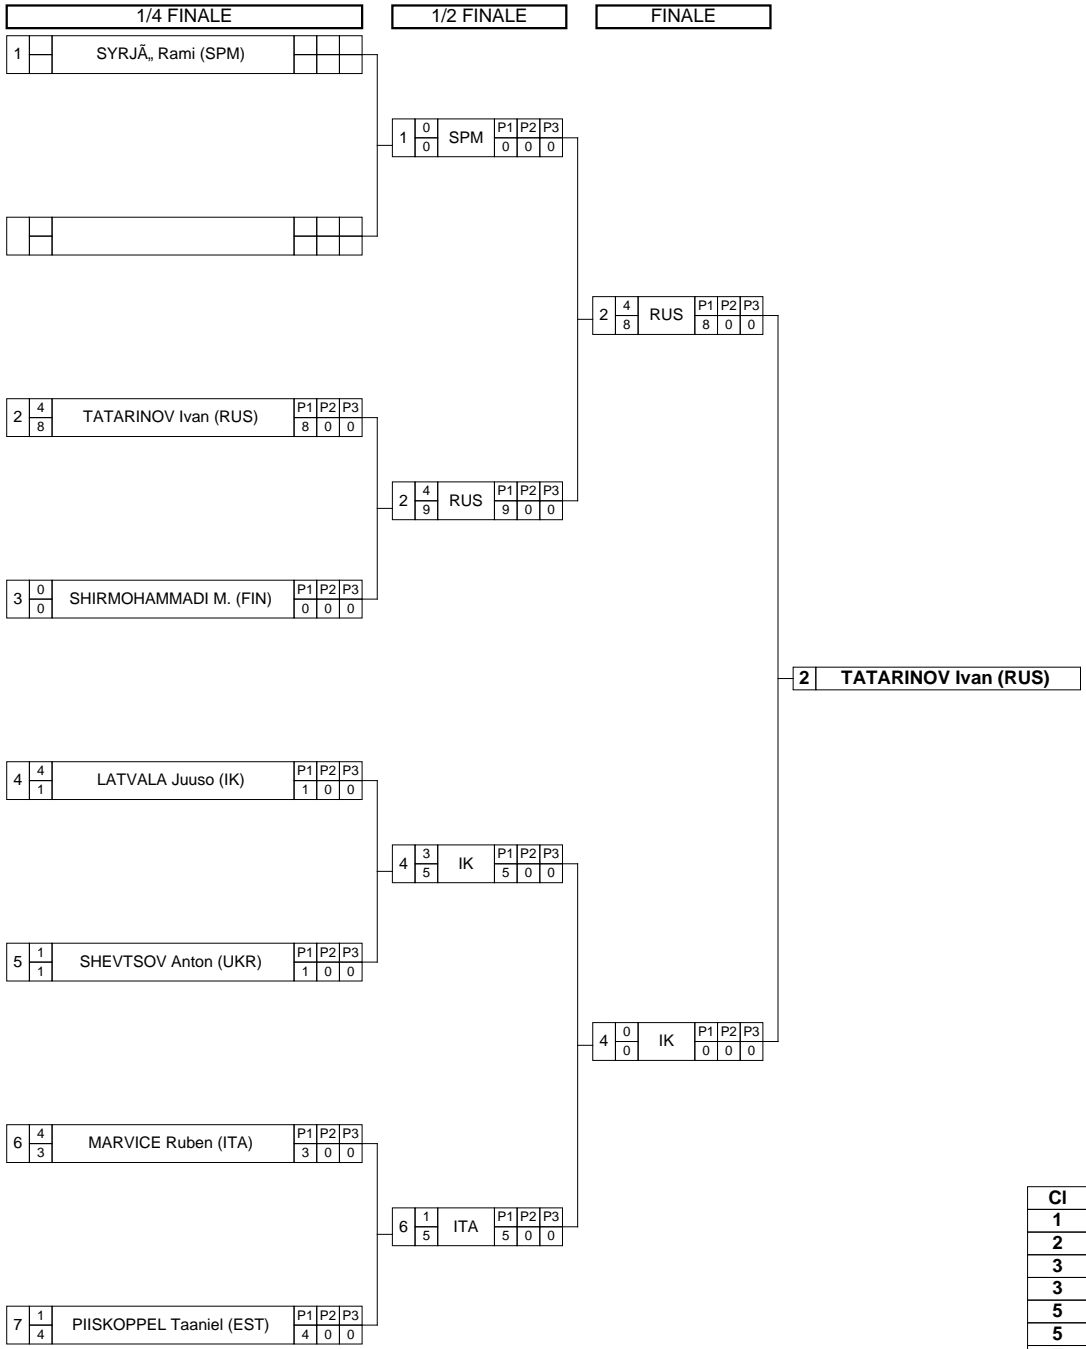 1/4 FINALE 1/2 FINALE FINALE
1 SYRJÃ„ Rami (SPM)
1 0 0 SPM P1 P2 P3 0 0 0
2 4 8 RUS P1 P2 P3 8 0 0
2 4 8 TATARINOV Ivan (RUS) P1 P2 P3 8 0 0
2 4 9 RUS P1 P2 P3 9 0 0
3 0 0 SHIRMOHAMMADI M. (FIN) P1 P2 P3 0 0 0
2 TATARINOV Ivan (RUS)
4 4 1 LATVALA Juuso (IK) P1 P2 P3 1 0 0
4 3 5 IK P1 P2 P3 5 0 0
5 1 1 SHEVTSOV Anton (UKR) P1 P2 P3 1 0 0
4 0 0 IK P1 P2 P3 0 0 0
6 4 3 MARVICE Ruben (ITA) P1 P2 P3 3 0 0
6 1 5 ITA P1 P2 P3 5 0 0
7 1 4 PIISKOPPEL Taaniel (EST) P1 P2 P3 4 0 0
Cl
1
2
3
3
5
5